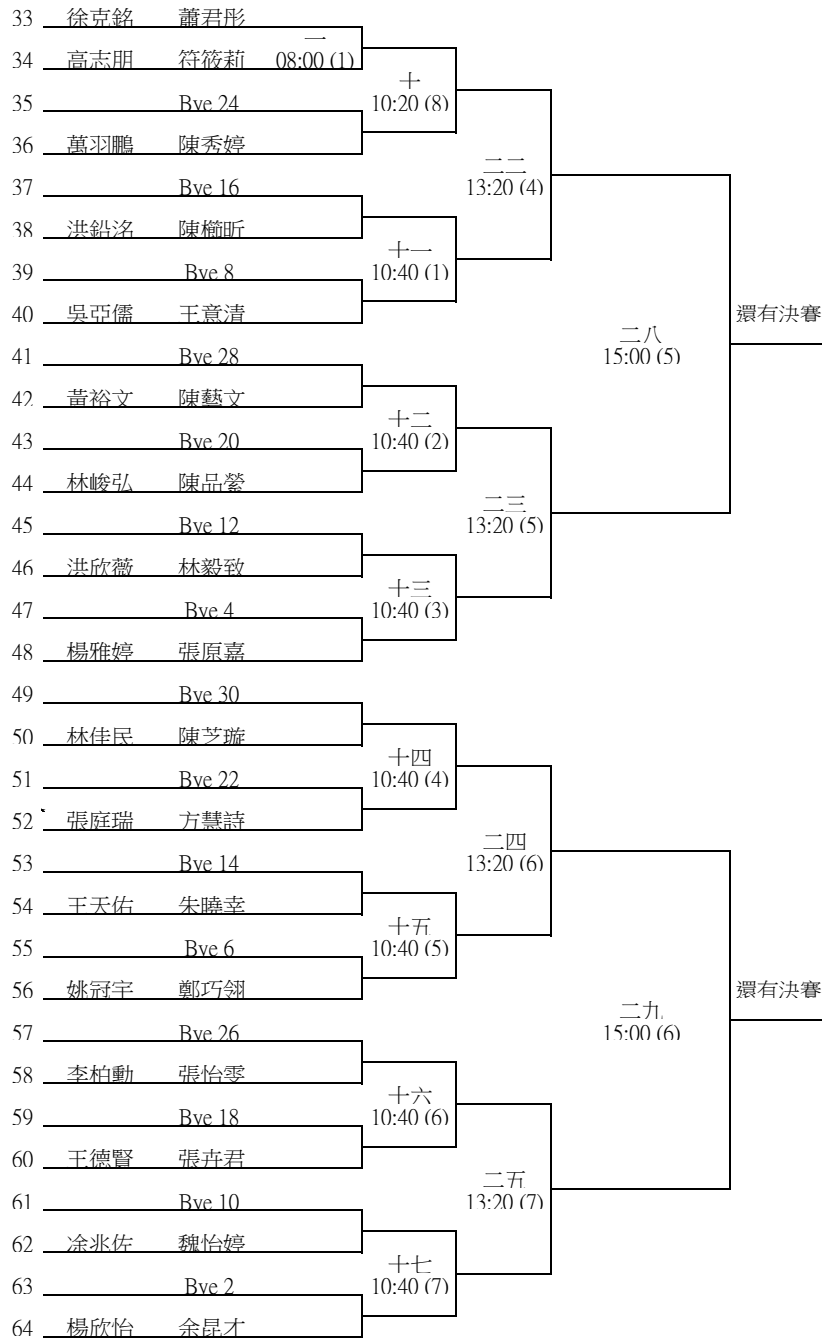 33 徐克銘 蕭君彤
一
34 高志朋 符筱莉 08:00 (1)
十
35 Bye 24 10:20 (8)
36 萬羽鵬 陳秀婷
二二
37 Bye 16 13:20 (4)
38 洪鉛洺 陳櫤昕
十一
39 Bye 8 10:40 (1)
40 吳亞儒 王意清 還有決賽
二八
41 Bye 28 15:00 (5)
42 黃裕文 陳藝文
十二
43 Bye 20 10:40 (2)
44 林峻弘 陳品縈
二三
45 Bye 12 13:20 (5)
46 洪欣薇 林毅致
十三
47 Bye 4 10:40 (3)
48 楊雅婷 張原嘉
49 Bye 30
50 林佳民 陳芝璇
十四
51 Bye 22 10:40 (4)
52 張庭瑞 方慧詩
二四
53 Bye 14 13:20 (6)
54 王天佑 朱曉幸
十五
55 Bye 6 10:40 (5)
56 姚冠宇 鄭巧翎 還有決賽
二九
57 Bye 26 15:00 (6)
58 李柏勳 張怡雯
十六
59 Bye 18 10:40 (6)
60 王德賢 張卉君
二五
61 Bye 10 13:20 (7)
62 凃兆佐 魏怡婷
十七
63 Bye 2 10:40 (7)
64 楊欣怡 余昆才